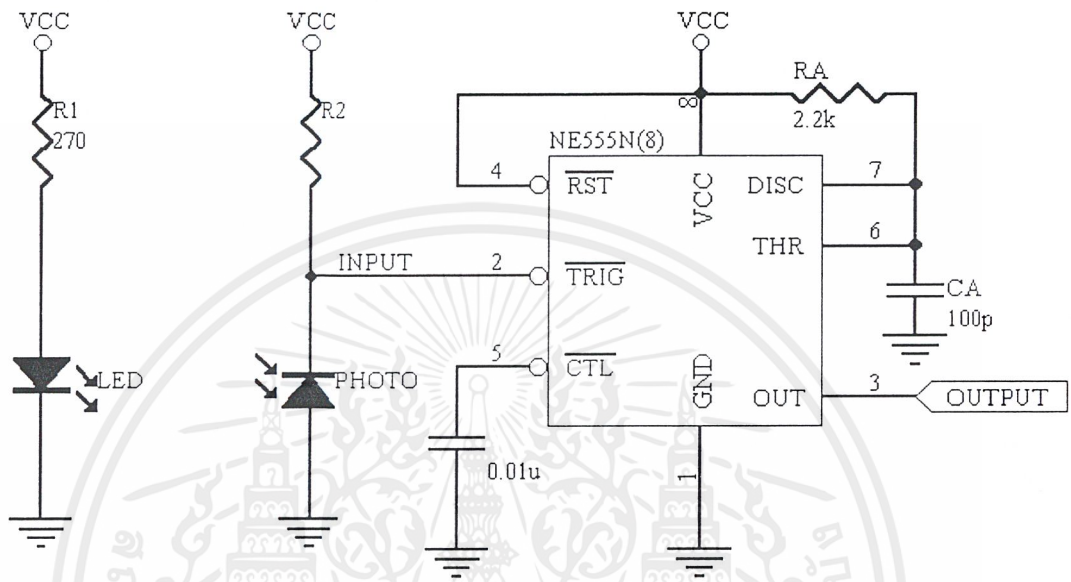 VCC
VCC
VCC
R1
270
R2
RA
2.2k
NE555N(8)
8
4
RST
VCC
DISC
7
THR
6
INPUT
2
TRIG
CA
100p
5
CTL
GND
OUT
3
OUTPUT
LED
PHOTO
0.01u
1